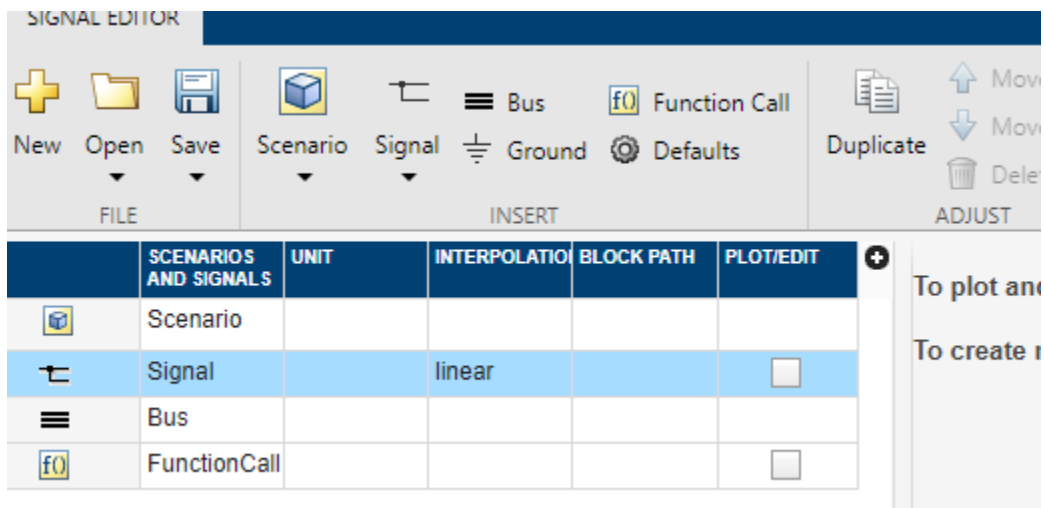 SIGNAL EDITOR
New Open Save Scenario Signal Bus f() Function Call Duplicate
Ground Defaults
FILE INSERT ADJUST
SCENARIOS AND SIGNALS UNIT BLOCK PATH PLOT/EDIT
To plot
Scenario
To create
Signal linear
Bus
f() FunctionCall